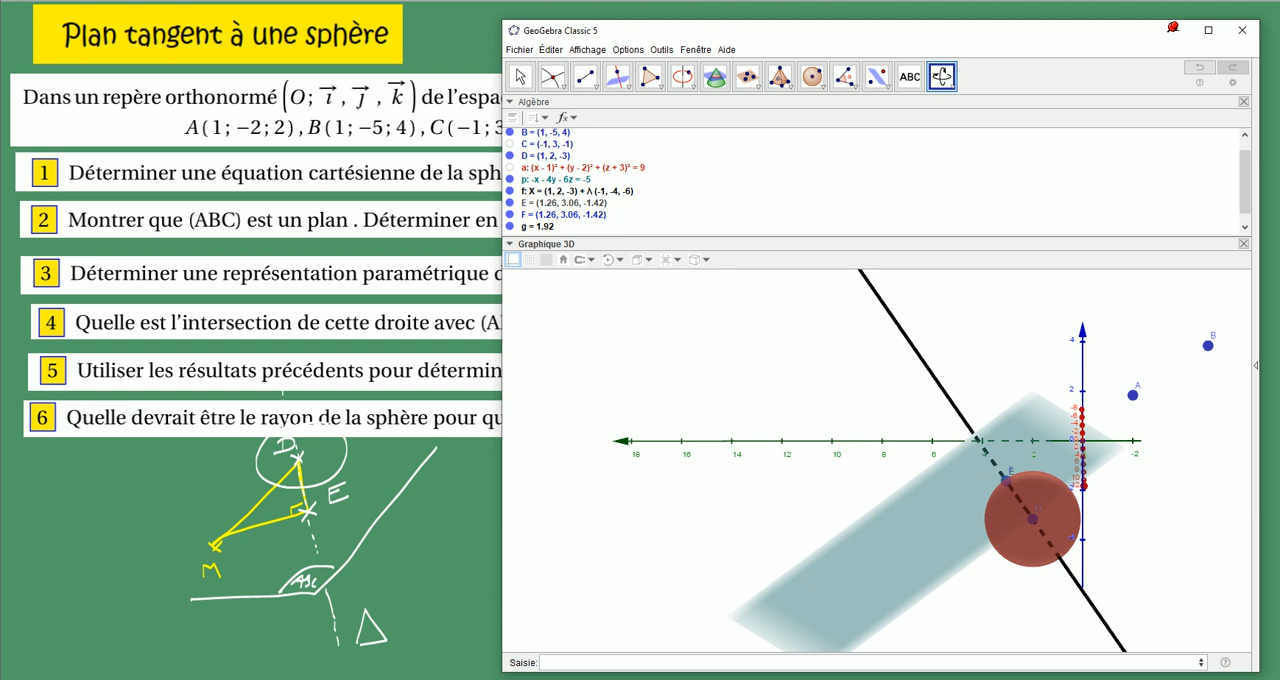 Plan tangent à une sphère
Dans un repère orthonormé (O; i, j, k) de l'espa
A(1; −2; 2), B(1; −5; 4), C(−1; 3
1 Déterminer une équation cartésienne de la sph
2 Montrer que (ABC) est un plan . Déterminer en
3 Déterminer une représentation paramétrique d
4 Quelle est l'intersection de cette droite avec (A
5 Utiliser les résultats précédents pour détermin
6 Quelle devrait être le rayon de la sphère pour qu
D
E
M
ABC
Δ
GeoGebra Classic 5
Fichier Éditer Affichage Options Outils Fenêtre Aide
ABC
Algèbre
B = (1, -5, 4)
C = (-1, 3, -1)
D = (1, 2, -3)
a: (x - 1)² + (y - 2)² + (z + 3)² = 9
p: -x - 4y - 6z = -5
f: X = (1, 2, -3) + λ (-1, -4, -6)
E = (1.26, 3.06, -1.42)
F = (1.26, 3.06, -1.42)
g = 1.92
Graphique 3D
4
B
2
A
18 16 14 12 10 8 6 -2
E
Saisie: